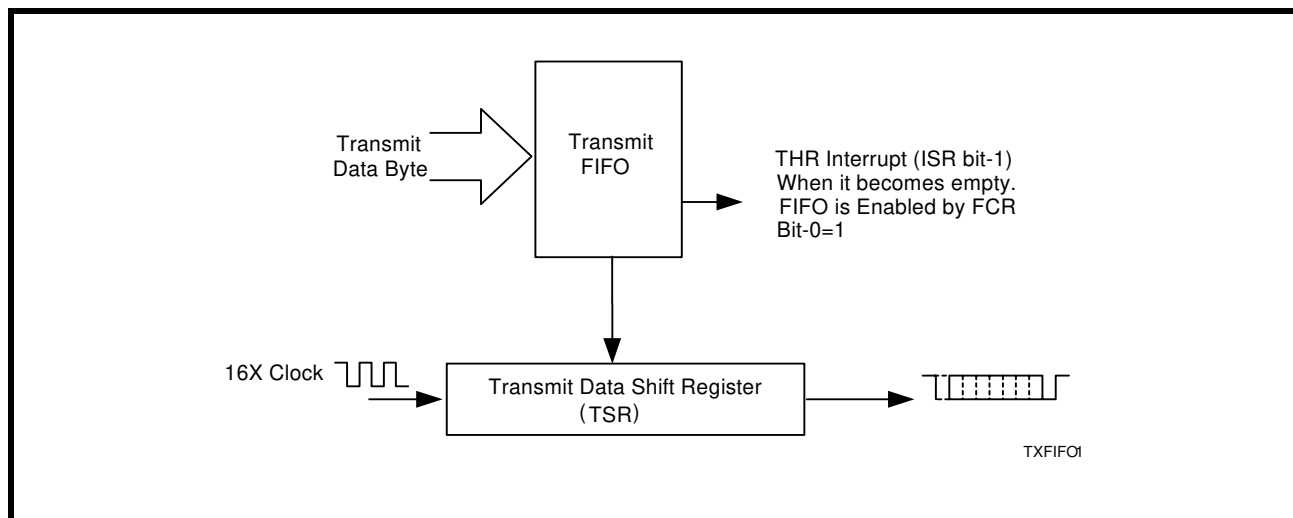 Transmit
Data Byte
Transmit
FIFO
THR Interrupt (ISR bit-1)
When it becomes empty.
FIFO is Enabled by FCR
Bit-0=1
16X Clock
Transmit Data Shift Register
(TSR)
TXFIFO1